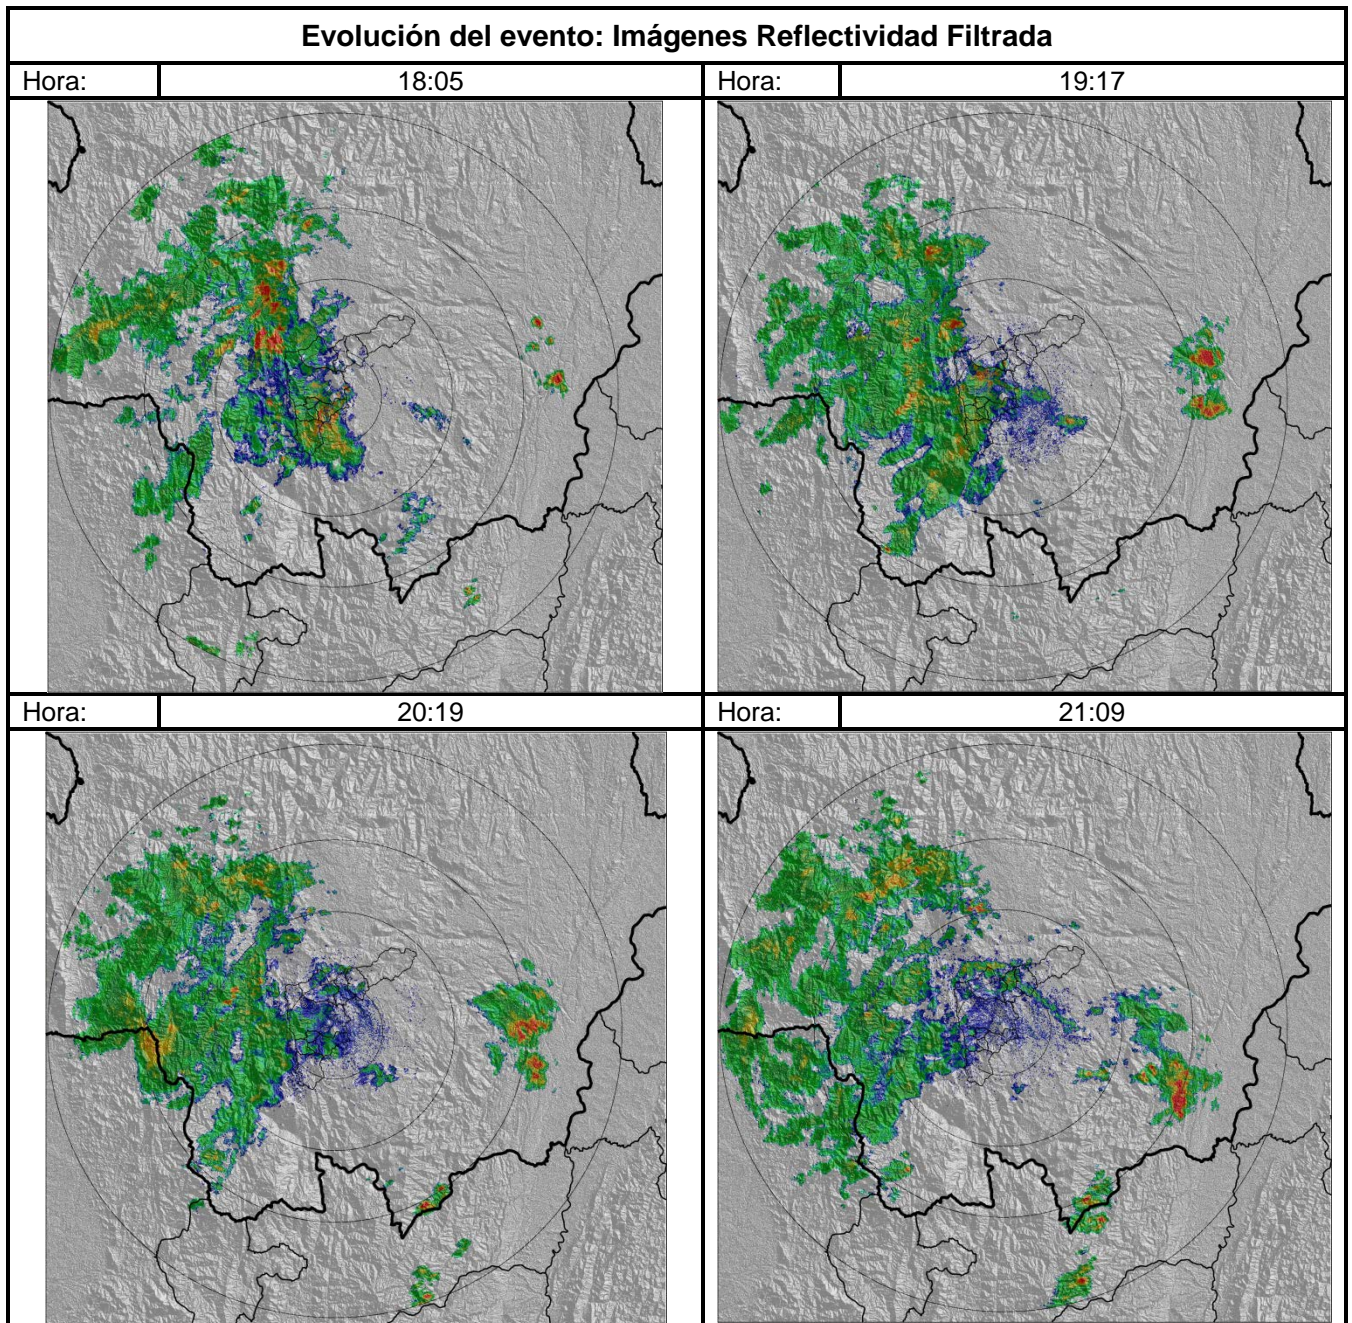 Evolución del evento: Imágenes Reflectividad Filtrada
Hora: 18:05 Hora: 19:17
Hora: 20:19 Hora: 21:09